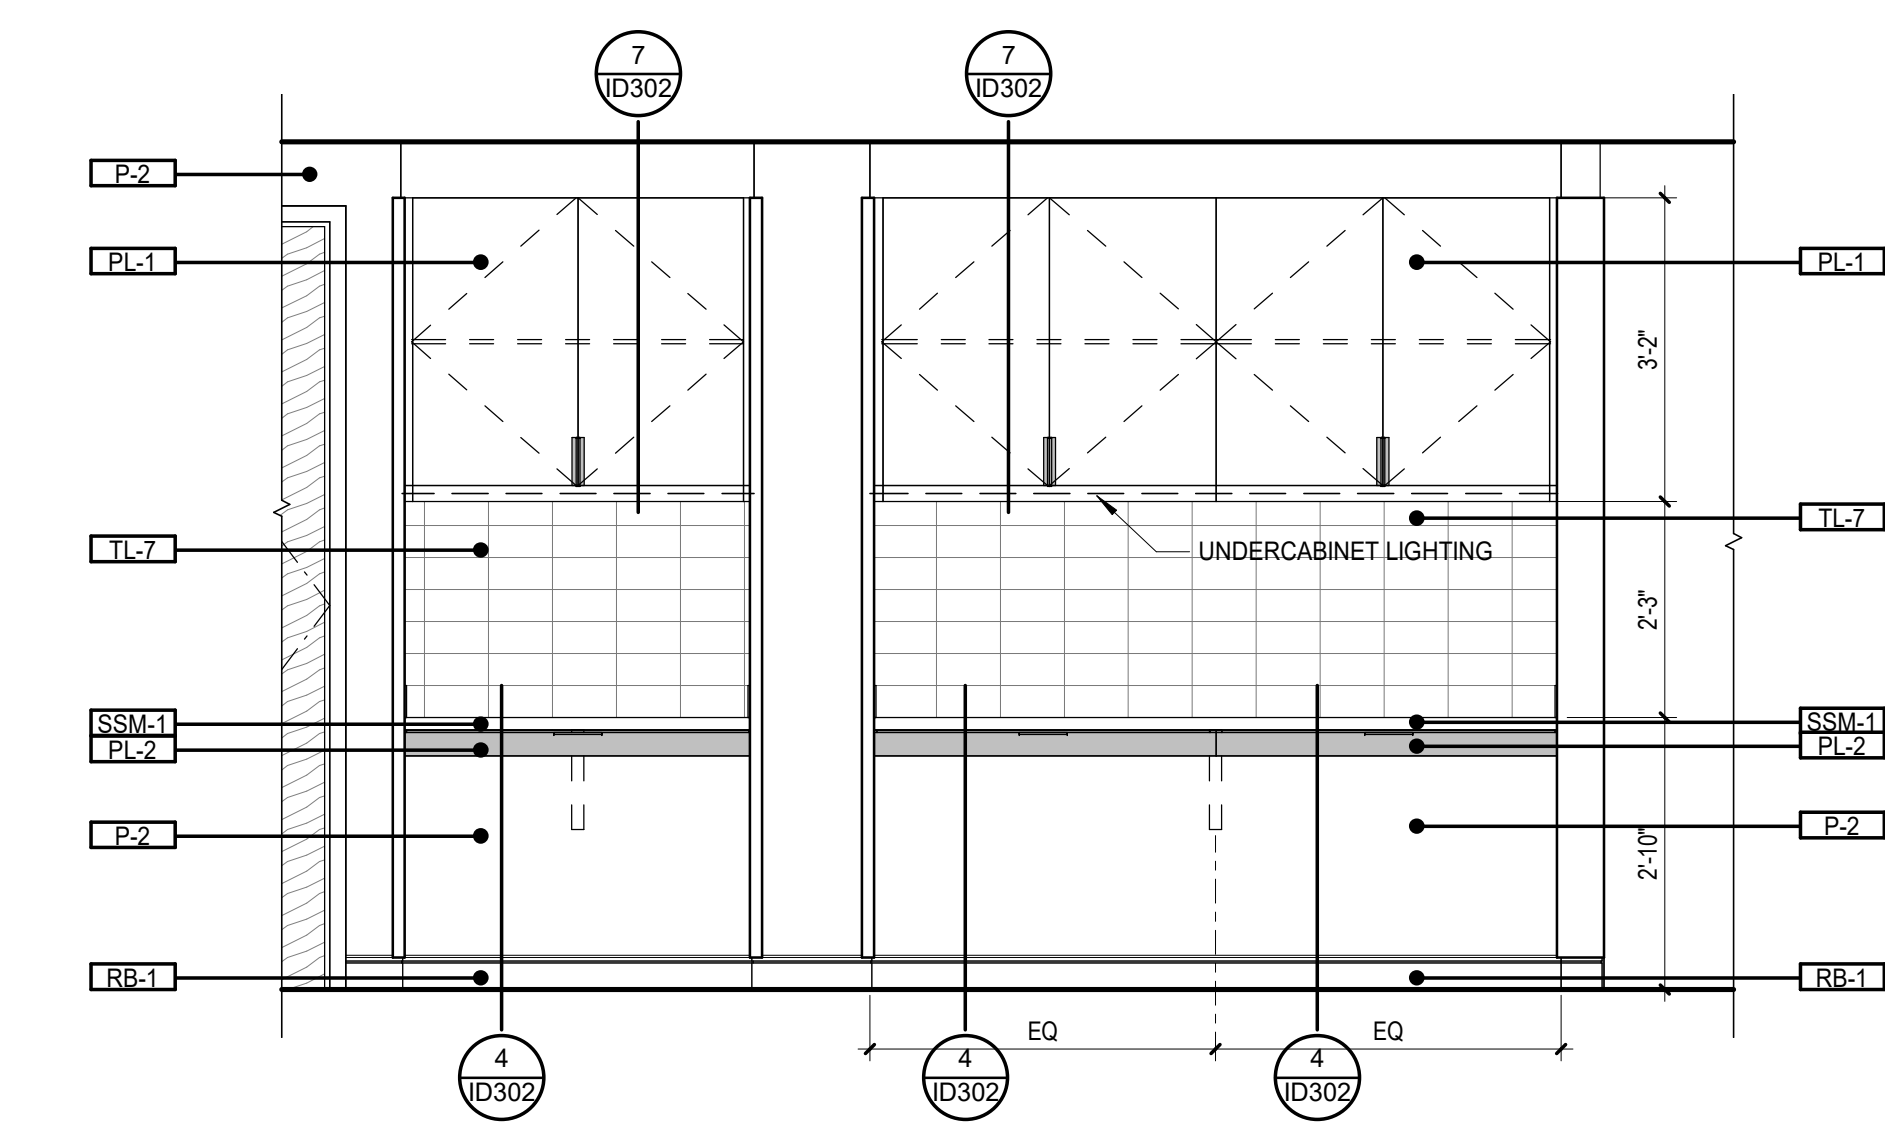 7
ID302
7
ID302
P-2
PL-1
PL-1
3'-2"
TL-7
TL-7
UNDERCABINET LIGHTING
2'-3"
SSM-1
SSM-1
PL-2
PL-2
P-2
P-2
2'-10"
RB-1
RB-1
EQ
EQ
4
ID302
4
ID302
4
ID302